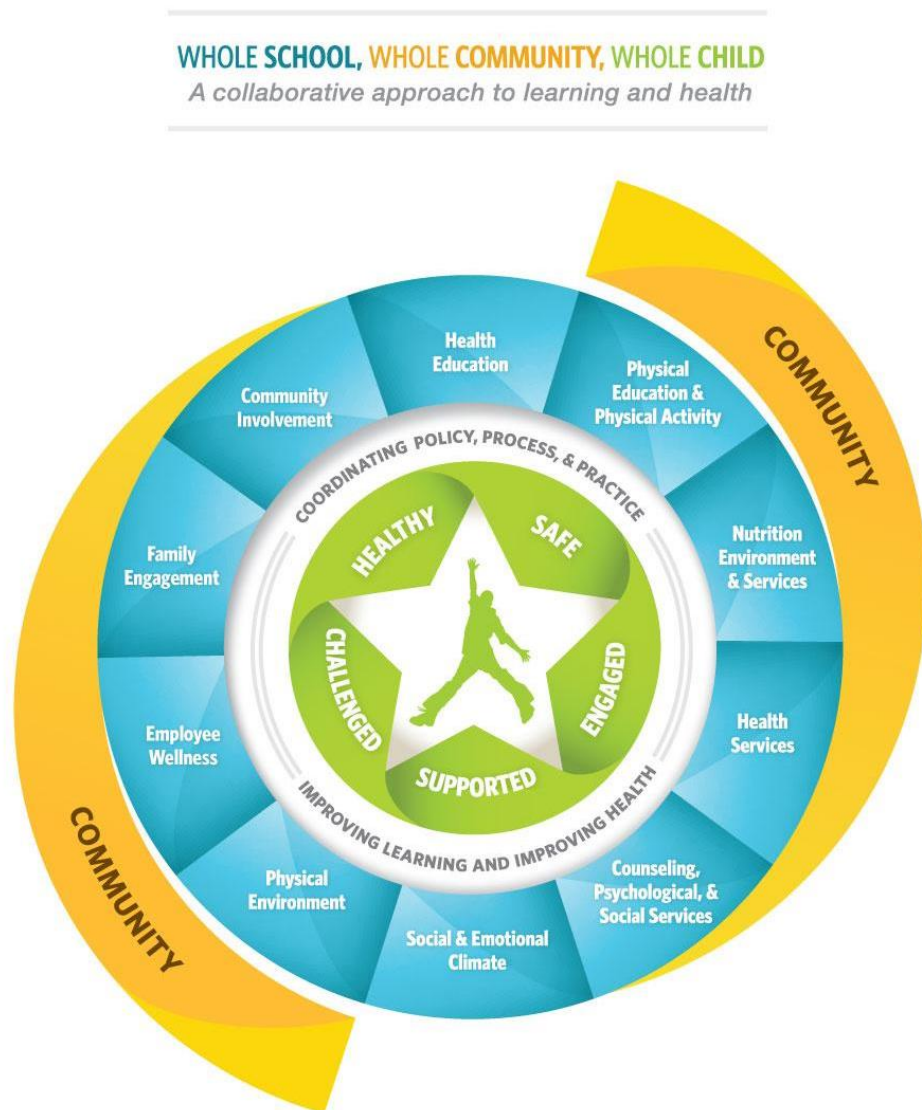 WHOLE SCHOOL, WHOLE COMMUNITY, WHOLE CHILD
A collaborative approach to learning and health
COMMUNITY
Health
Education
Physical
Education &
Physical Activity
Nutrition
Environment
& Services
Health
Services
Counseling,
Psychological, &
Social Services
Social & Emotional
Climate
Physical
Environment
Employee
Wellness
Family
Engagement
Community
Involvement
COORDINATING POLICY, PROCESS, & PRACTICE
IMPROVING LEARNING AND IMPROVING HEALTH
HEALTHY
SAFE
ENGAGED
SUPPORTED
CHALLENGED
COMMUNITY